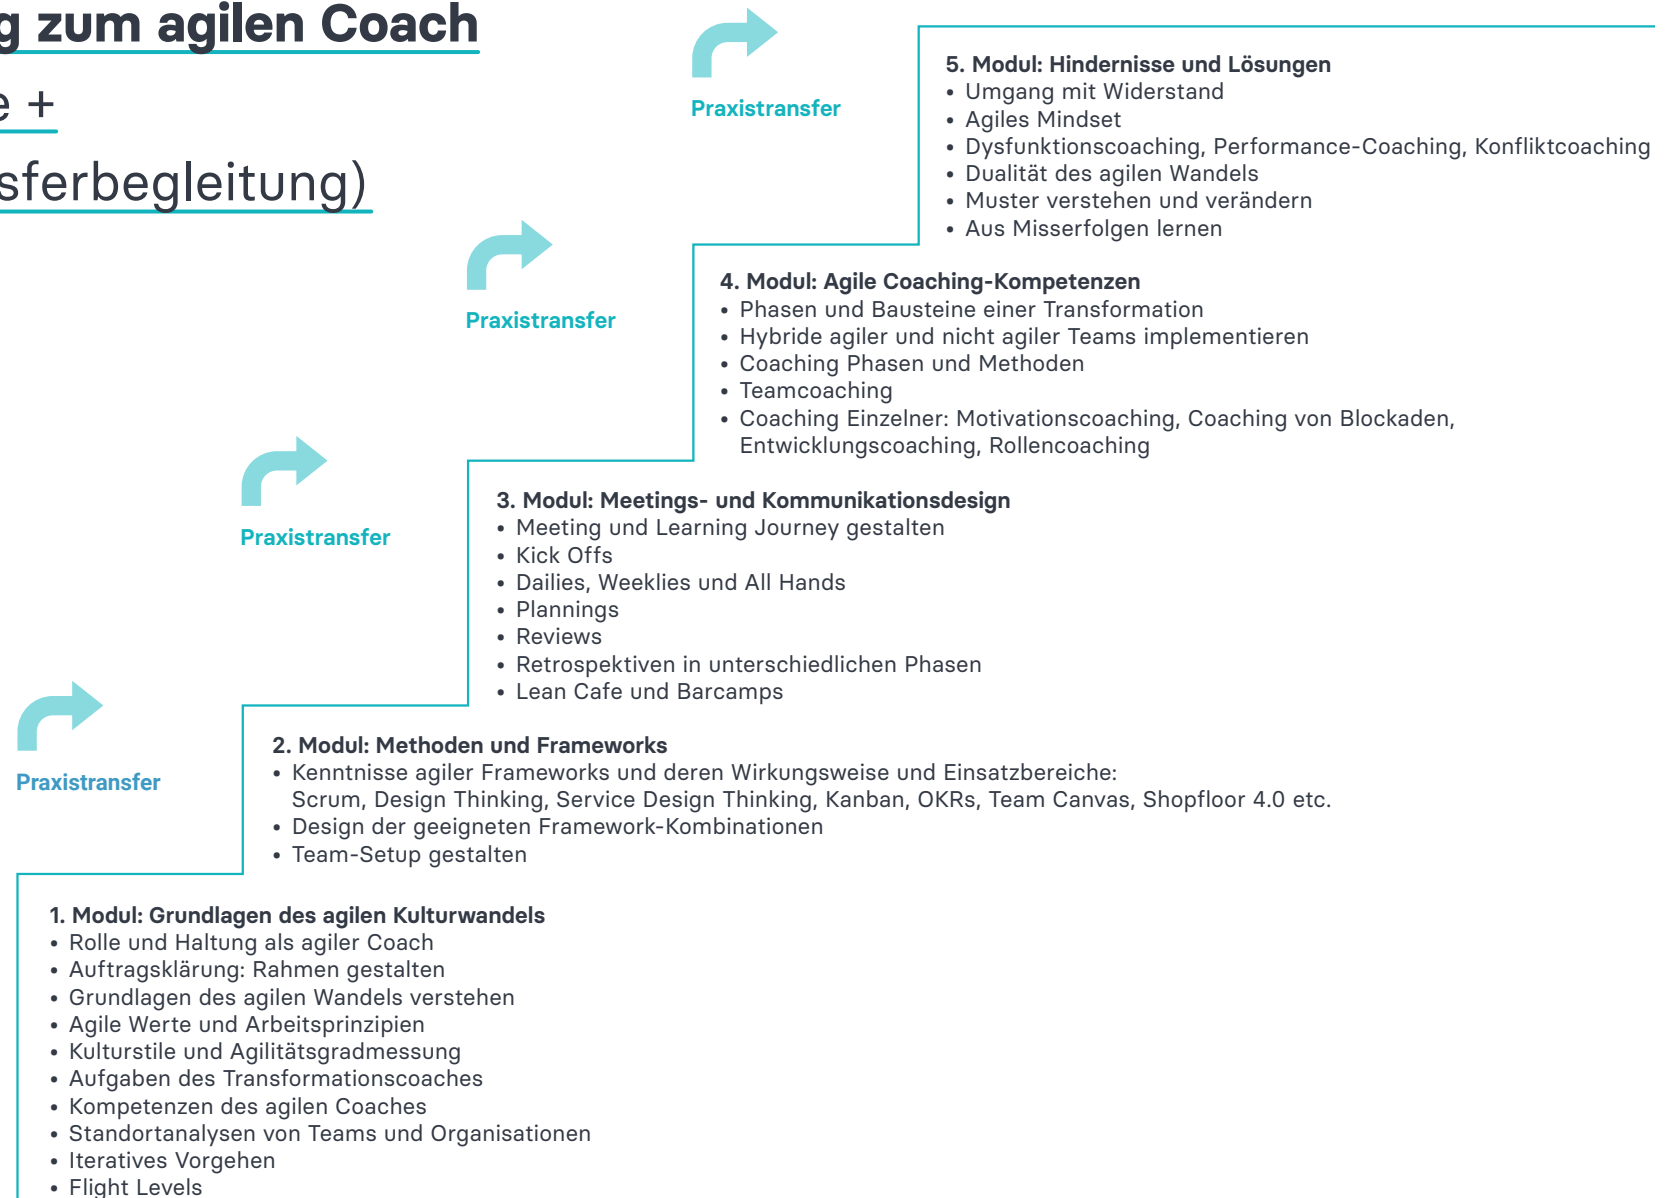 g zum agilen Coach
e +
sferbegleitung)
Praxistransfer
5. Modul: Hindernisse und Lösungen
• Umgang mit Widerstand
• Agiles Mindset
• Dysfunktionscoaching, Performance-Coaching, Konfliktcoaching
• Dualität des agilen Wandels
• Muster verstehen und verändern
• Aus Misserfolgen lernen
Praxistransfer
4. Modul: Agile Coaching-Kompetenzen
• Phasen und Bausteine einer Transformation
• Hybride agiler und nicht agiler Teams implementieren
• Coaching Phasen und Methoden
• Teamcoaching
• Coaching Einzelner: Motivationscoaching, Coaching von Blockaden,
Entwicklungscoaching, Rollencoaching
Praxistransfer
3. Modul: Meetings- und Kommunikationsdesign
• Meeting und Learning Journey gestalten
• Kick Offs
• Dailies, Weeklies und All Hands
• Plannings
• Reviews
• Retrospektiven in unterschiedlichen Phasen
• Lean Cafe und Barcamps
Praxistransfer
2. Modul: Methoden und Frameworks
• Kenntnisse agiler Frameworks und deren Wirkungsweise und Einsatzbereiche:
Scrum, Design Thinking, Service Design Thinking, Kanban, OKRs, Team Canvas, Shopfloor 4.0 etc.
• Design der geeigneten Framework-Kombinationen
• Team-Setup gestalten
1. Modul: Grundlagen des agilen Kulturwandels
• Rolle und Haltung als agiler Coach
• Auftragsklärung: Rahmen gestalten
• Grundlagen des agilen Wandels verstehen
• Agile Werte und Arbeitsprinzipien
• Kulturstile und Agilitätsgradmessung
• Aufgaben des Transformationscoaches
• Kompetenzen des agilen Coaches
• Standortanalysen von Teams und Organisationen
• Iteratives Vorgehen
• Flight Levels